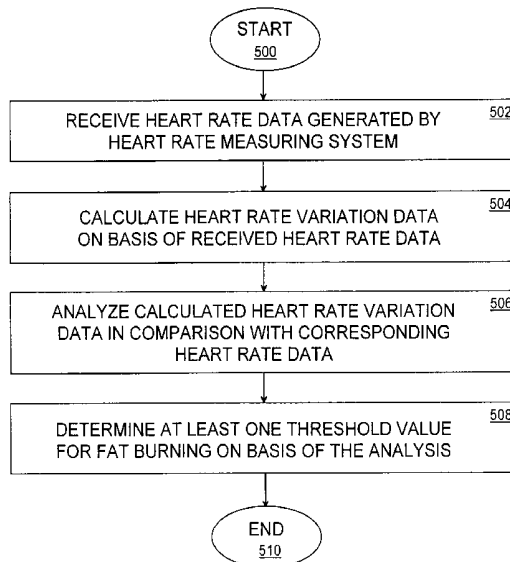 START
500
502
RECEIVE HEART RATE DATA GENERATED BY
HEART RATE MEASURING SYSTEM
504
CALCULATE HEART RATE VARIATION DATA
ON BASIS OF RECEIVED HEART RATE DATA
506
ANALYZE CALCULATED HEART RATE VARIATION
DATA IN COMPARISON WITH CORRESPONDING
HEART RATE DATA
508
DETERMINE AT LEAST ONE THRESHOLD VALUE
FOR FAT BURNING ON BASIS OF THE ANALYSIS
END
510